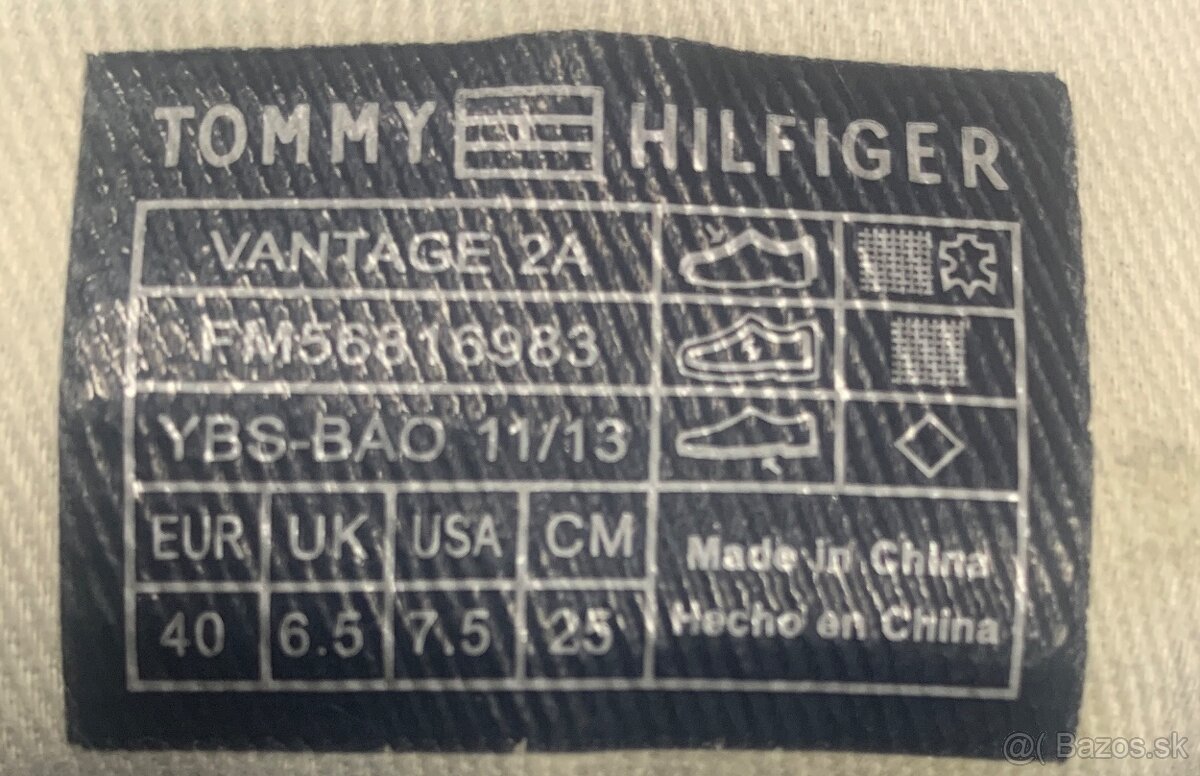 TOMMY HILFIGER
VANTAGE 2A
FM56816983
YBS-BAO 11/13
EUR UK USA CM
40 6.5 7.5 25
Made in China
Hecho en China
@( Bazos.sk